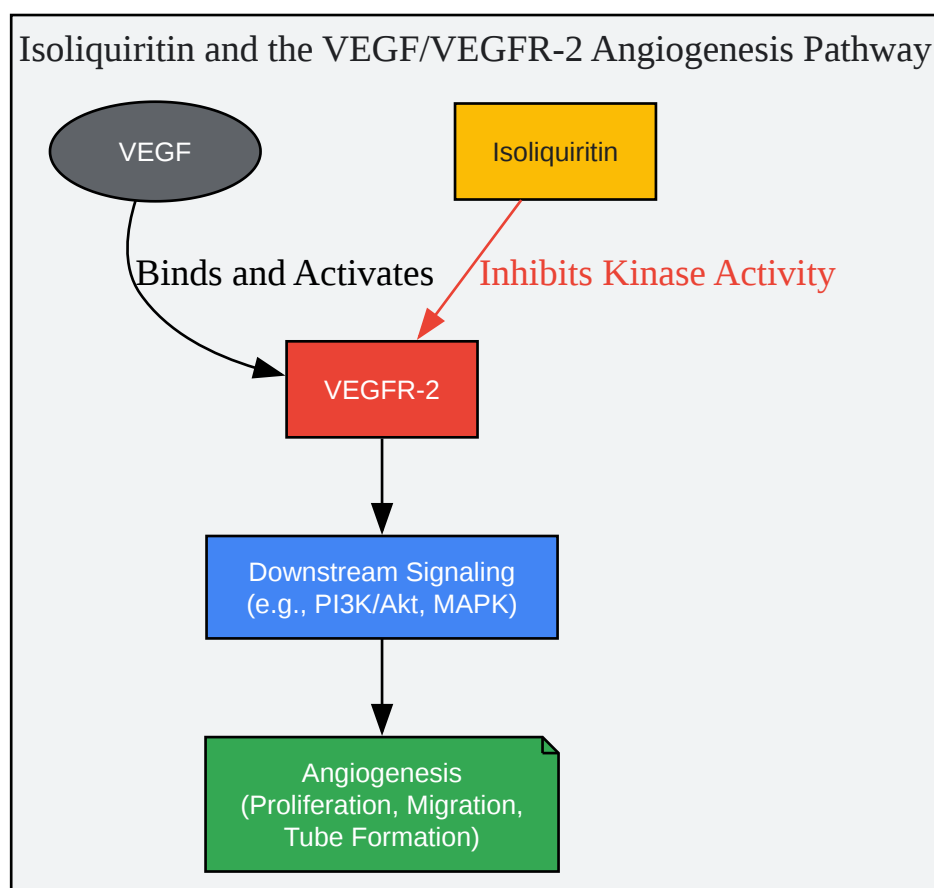 Isoliquiritin and the VEGF/VEGFR-2 Angiogenesis Pathway
VEGF
Isoliquiritin
Binds and Activates
Inhibits Kinase Activity
VEGFR-2
Downstream Signaling
(e.g., PI3K/Akt, MAPK)
Angiogenesis
(Proliferation, Migration,
Tube Formation)